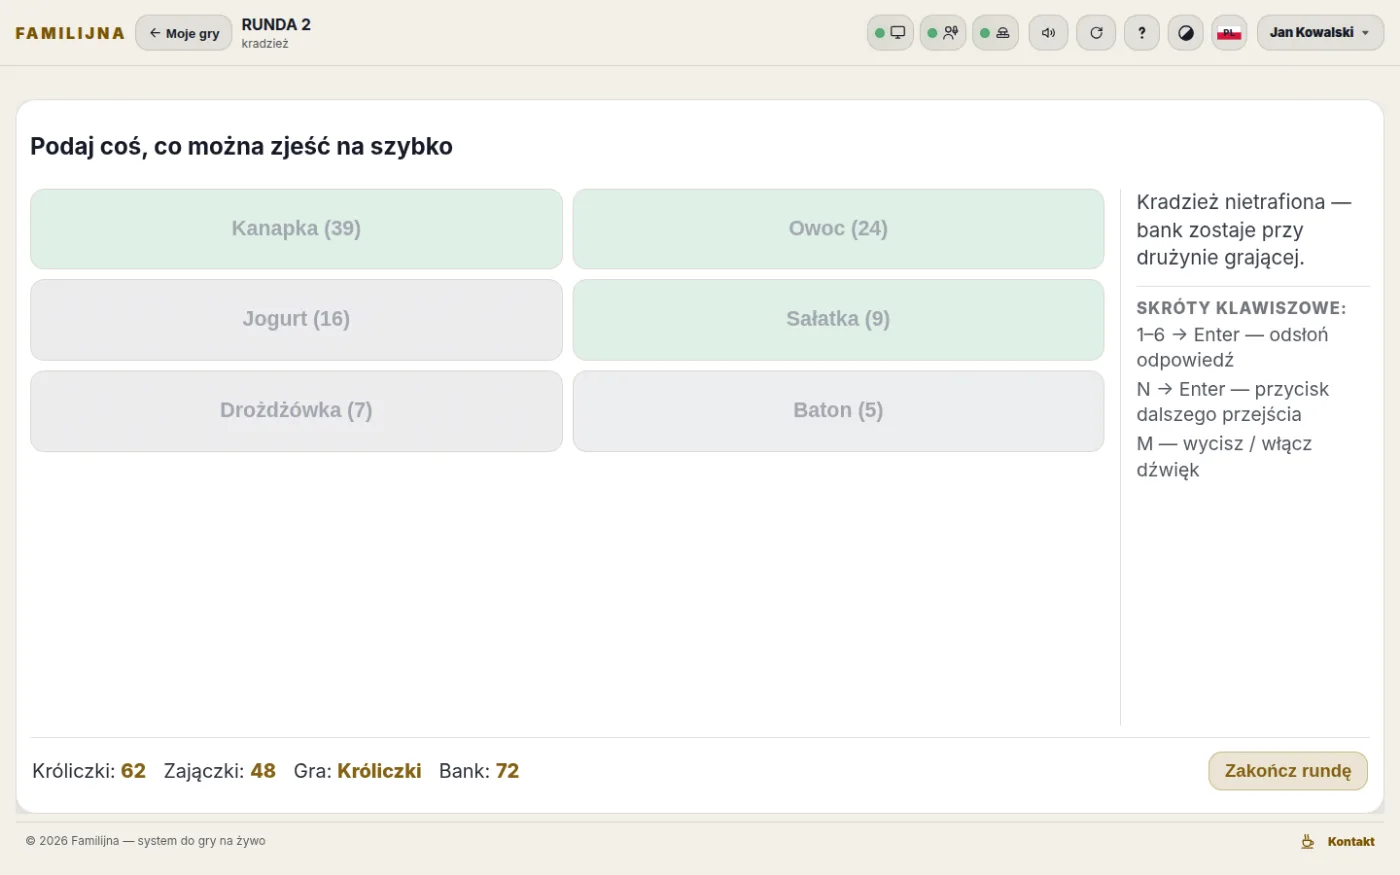 FAMILIJNA
← Moje gry
RUNDA 2
kradzież
?
PL
Jan Kowalski
Podaj coś, co można zjeść na szybko
Kanapka (39)
Owoc (24)
Jogurt (16)
Sałatka (9)
Drożdżówka (7)
Baton (5)
Kradzież nietrafiona —
bank zostaje przy
drużynie grającej.
SKRÓTY KLAWISZOWE:
1–6 → Enter — odsłoń
odpowiedź
N → Enter — przycisk
dalszego przejścia
M — wycisz / włącz
dźwięk
Króliczki: 62 Zajączki: 48 Gra: Króliczki Bank: 72
Zakończ rundę
© 2026 Familijna — system do gry na żywo
Kontakt